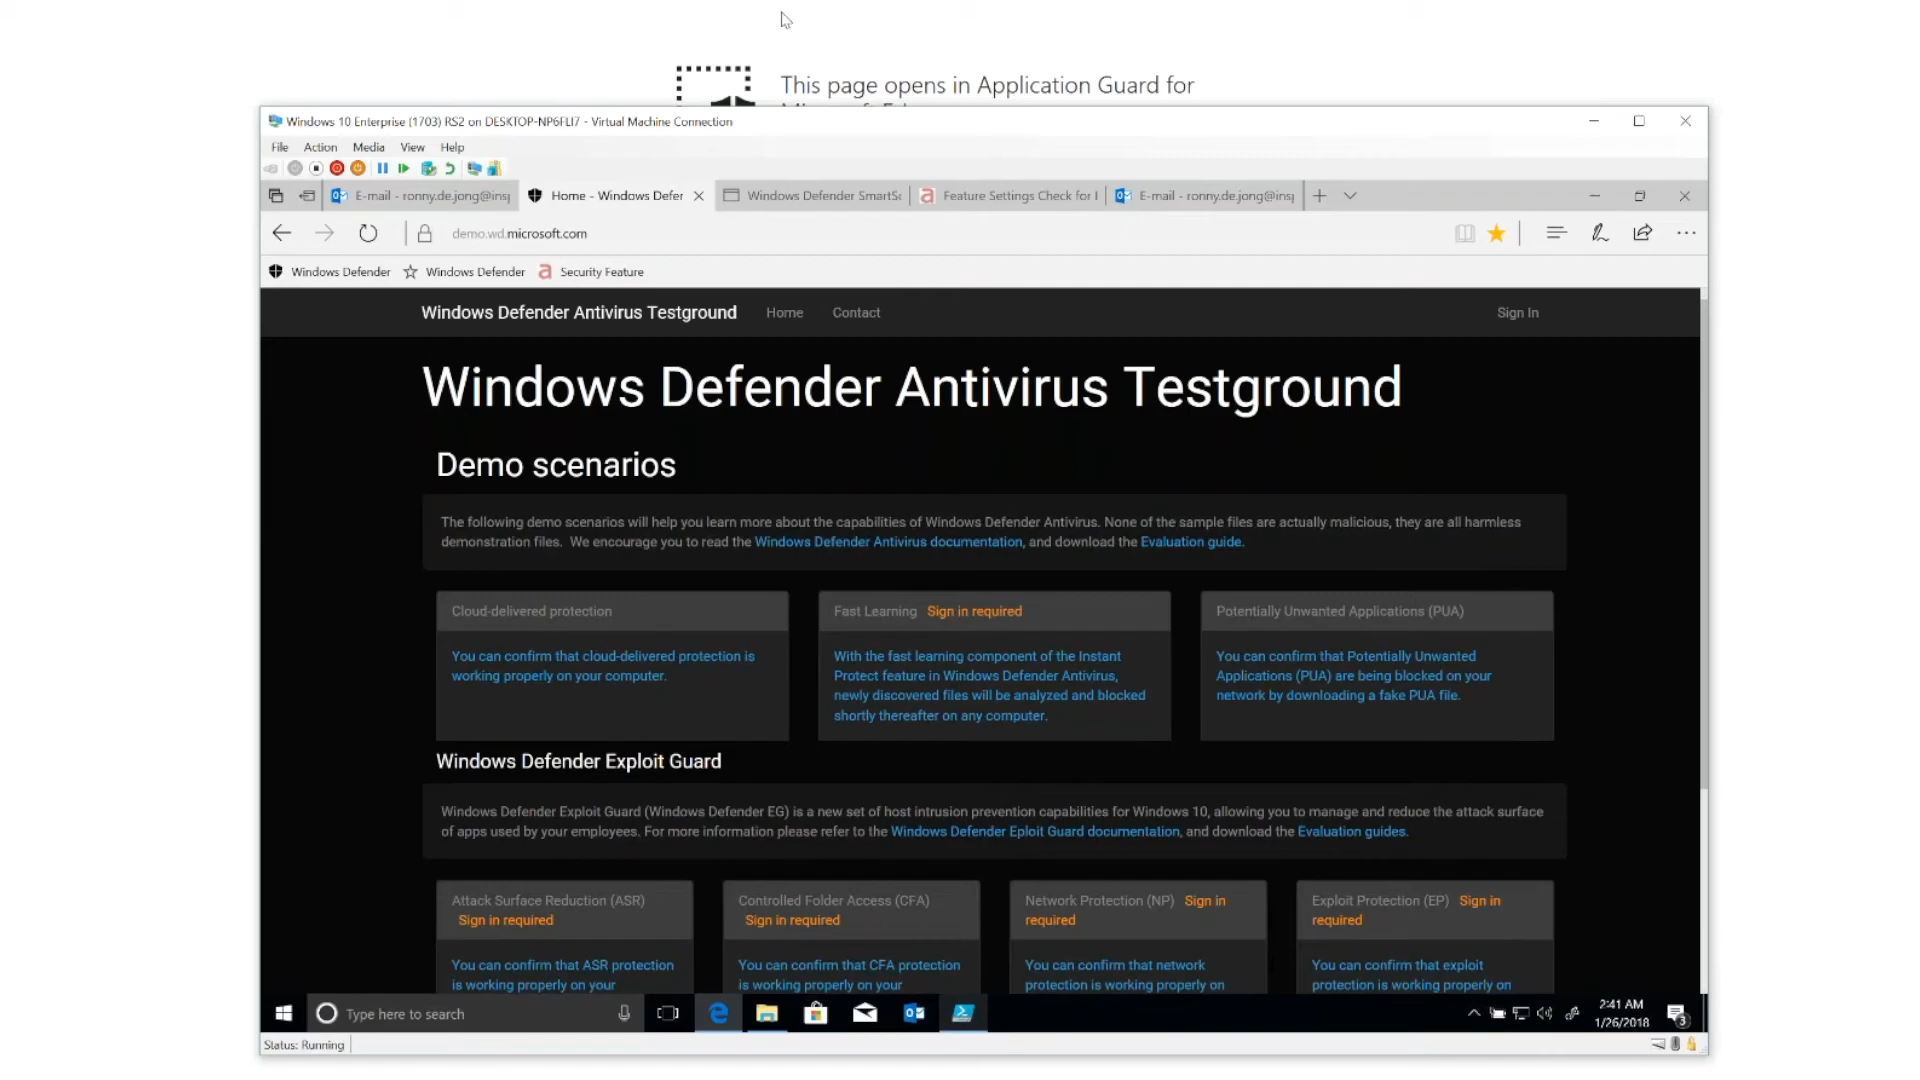 This page opens in Application Guard for
Windows 10 Enterprise (1703) RS2 on DESKTOP-NP6FLI7 - Virtual Machine Connection
File Action Media View Help
E-mail - ronny.de.jong@insp Home - Windows Defer Windows Defender SmartSc Feature Settings Check for E-mail - ronny.de.jong@insp
demo.wd.microsoft.com
Windows Defender Windows Defender Security Feature
Windows Defender Antivirus Testground Home Contact Sign In
Windows Defender Antivirus Testground
Demo scenarios
The following demo scenarios will help you learn more about the capabilities of Windows Defender Antivirus. None of the sample files are actually malicious, they are all harmless
demonstration files. We encourage you to read the Windows Defender Antivirus documentation, and download the Evaluation guide.
Cloud-delivered protection
You can confirm that cloud-delivered protection is
working properly on your computer.
Fast Learning Sign in required
With the fast learning component of the Instant
Protect feature in Windows Defender Antivirus,
newly discovered files will be analyzed and blocked
shortly thereafter on any computer.
Potentially Unwanted Applications (PUA)
You can confirm that Potentially Unwanted
Applications (PUA) are being blocked on your
network by downloading a fake PUA file.
Windows Defender Exploit Guard
Windows Defender Exploit Guard (Windows Defender EG) is a new set of host intrusion prevention capabilities for Windows 10, allowing you to manage and reduce the attack surface
of apps used by your employees. For more information please refer to the Windows Defender Eploit Guard documentation, and download the Evaluation guides.
Attack Surface Reduction (ASR)
Sign in required
You can confirm that ASR protection
is working properly on your
Controlled Folder Access (CFA)
Sign in required
You can confirm that CFA protection
is working properly on your
Network Protection (NP) Sign in
required
You can confirm that network
protection is working properly on
Exploit Protection (EP) Sign in
required
You can confirm that exploit
protection is working properly on
Type here to search
2:41 AM
1/26/2018
3
Status: Running